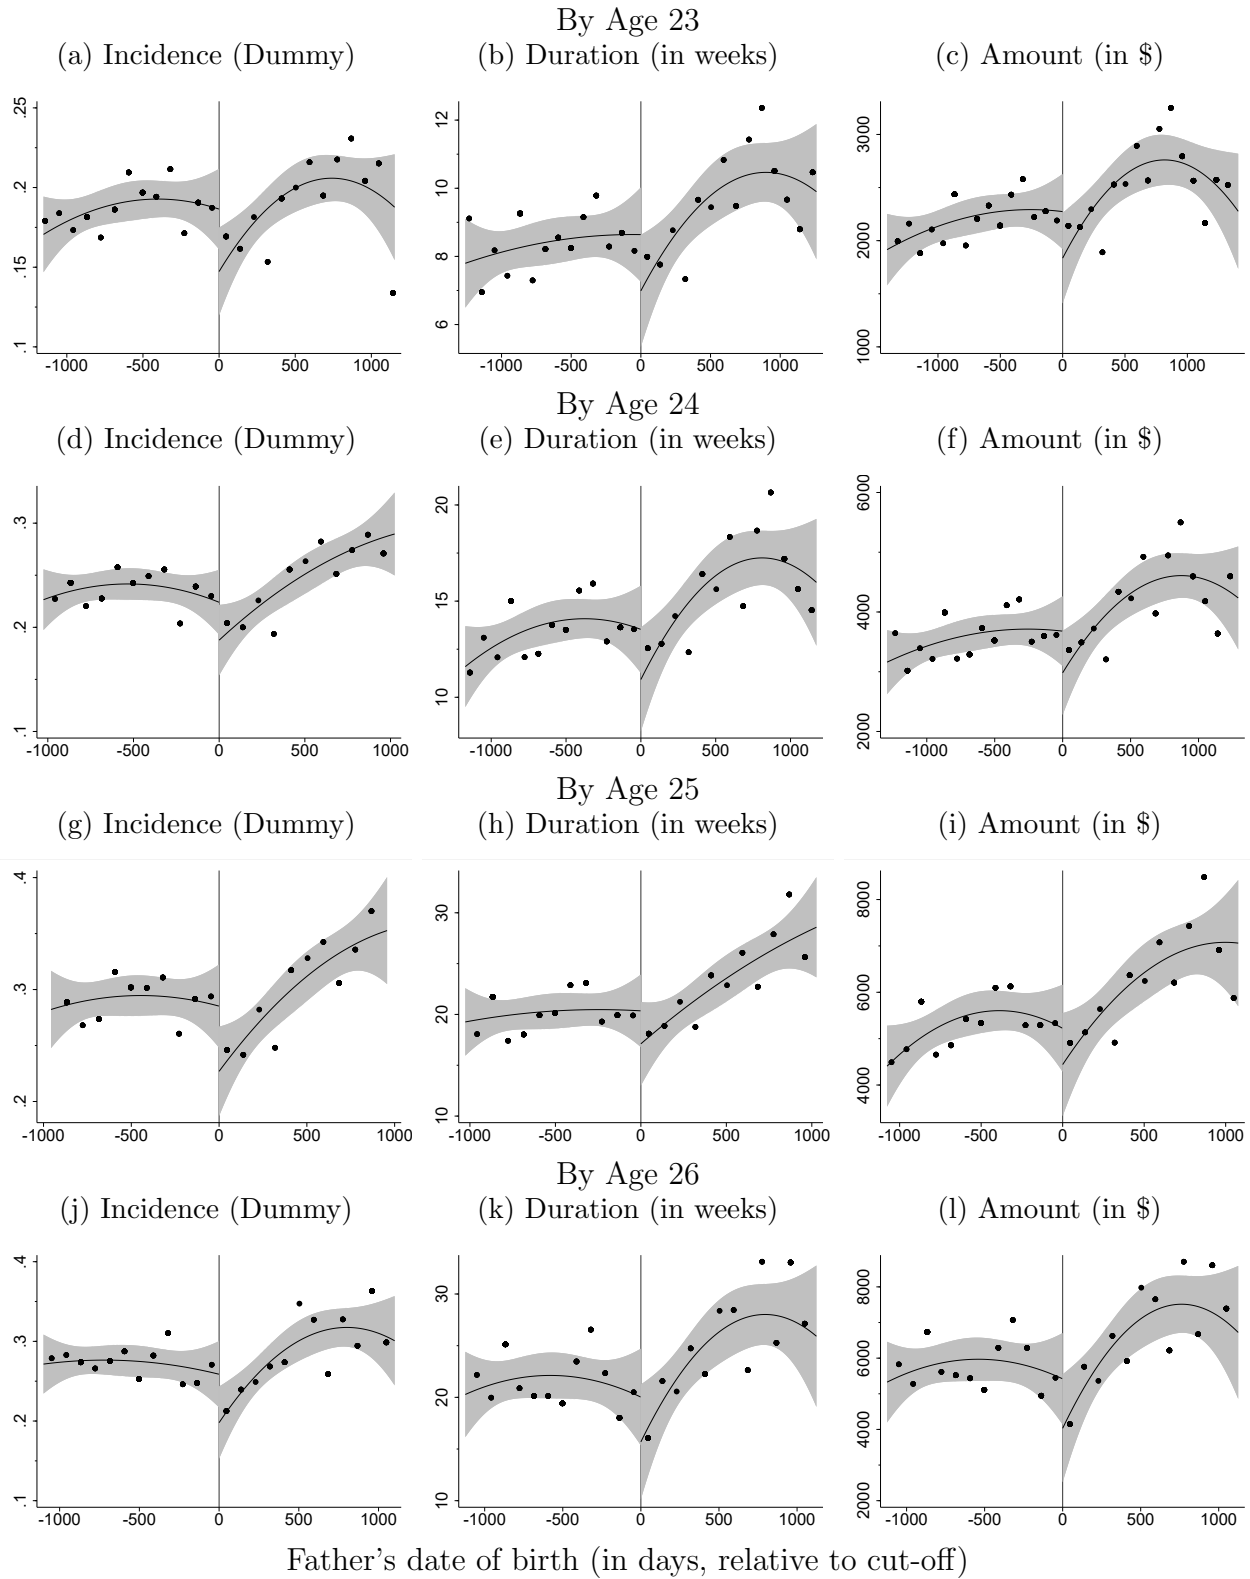 By Age 23
(a) Incidence (Dummy) (b) Duration (in weeks) (c) Amount (in $)
.25 .2 .15 .1
-1000 -500 0 500 1000
12 10 8 6
-1000 -500 0 500 1000
3000 2000 1000
-1000 0 1000
By Age 24
(d) Incidence (Dummy) (e) Duration (in weeks) (f) Amount (in $)
.3 .2 .1
-1000 -500 0 500 1000
20 15 10
-1000 -500 0 500 1000
6000 4000 2000
-1000 -500 0 500 1000
By Age 25
(g) Incidence (Dummy) (h) Duration (in weeks) (i) Amount (in $)
.4 .3 .2
-1000 -500 0 500 1000
30 20 10
-1000 -500 0 500 1000
8000 6000 4000
-1000 -500 0 500 1000
By Age 26
(j) Incidence (Dummy) (k) Duration (in weeks) (l) Amount (in $)
.4 .3 .2 .1
-1000 -500 0 500 1000
30 20 10
-1000 -500 0 500 1000
8000 6000 4000 2000
-1000 -500 0 500 1000
Father's date of birth (in days, relative to cut-off)